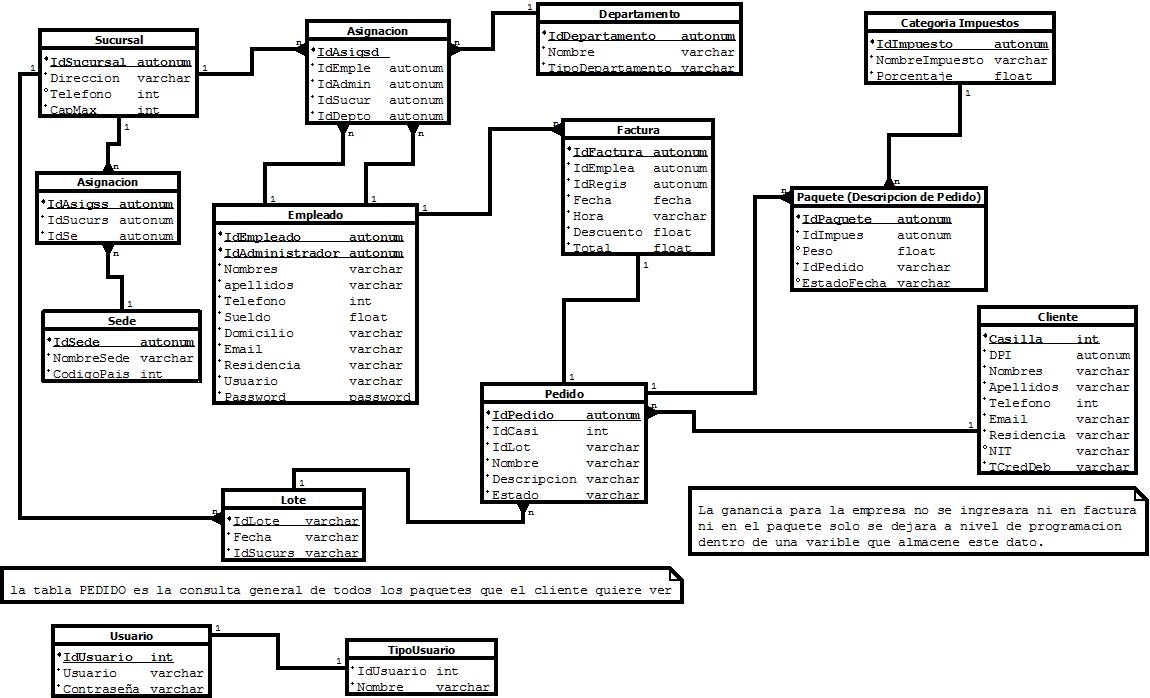 Sucursal
IdSucursal autonum
Direccion varchar
Telefono int
CapMax int
Asignacion
IdAsigsd
IdEmple autonum
IdAdmin autonum
IdSucur autonum
IdDepto autonum
Departamento
IdDepartamento autonum
Nombre varchar
TipoDepartamento varchar
Categoria Impuestos
IdImpuesto autonum
NombreImpuesto varchar
Porcentaje float
Asignacion
IdAsigss autonum
IdSucurs autonum
IdSe autonum
Sede
IdSede autonum
NombreSede varchar
CodigoPais int
Empleado
IdEmpleado autonum
IdAdministrador autonum
Nombres varchar
apellidos varchar
Telefono int
Sueldo float
Domicilio varchar
Email varchar
Residencia varchar
Usuario varchar
Password password
Factura
IdFactura autonum
IdEmplea autonum
IdRegis autonum
Fecha fecha
Hora varchar
Descuento float
Total float
Paquete (Descripcion de Pedido)
IdPaquete autonum
IdImpues autonum
Peso float
IdPedido varchar
EstadoFecha varchar
Cliente
Casilla int
DPI autonum
Nombres varchar
Apellidos varchar
Telefono int
Email varchar
Residencia varchar
NIT varchar
TCredDeb varchar
Pedido
IdPedido autonum
IdCasi int
IdLot varchar
Nombre varchar
Descripcion varchar
Estado varchar
Lote
IdLote varchar
Fecha varchar
IdSucurs varchar
La ganancia para la empresa no se ingresara ni en factura
ni en el paquete solo se dejara a nivel de programacion
dentro de una varible que almacene este dato.
la tabla PEDIDO es la consulta general de todos los paquetes que el cliente quiere ver
Usuario
IdUsuario int
Usuario varchar
Contraseña varchar
TipoUsuario
IdUsuario int
Nombre varchar
1
n
1
n
1
n
1
n
n
n
1
1
1
n
1
n
1
n
1
1
n
1
n
1
1
n
1
n
1
1